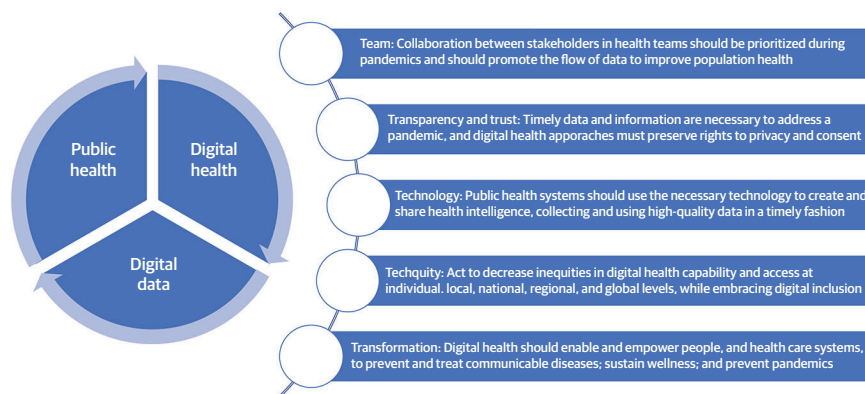 Public
health
Digital
health
Digital
data
Team: Collaboration between stakeholders in health teams should be prioritized during
pandemics and should promote the flow of data to improve population health
Transparency and trust: Timely data and information are necessary to address a
pandemic, and digital health apporaches must preserve rights to privacy and consent
Technology: Public health systems should use the necessary technology to create and
share health intelligence, collecting and using high-quality data in a timely fashion
Techquity: Act to decrease inequities in digital health capability and access at
individual. local, national, regional, and global levels, while embracing digital inclusion
Transformation: Digital health should enable and empower people, and health care systems,
to prevent and treat communicable diseases; sustain wellness; and prevent pandemics